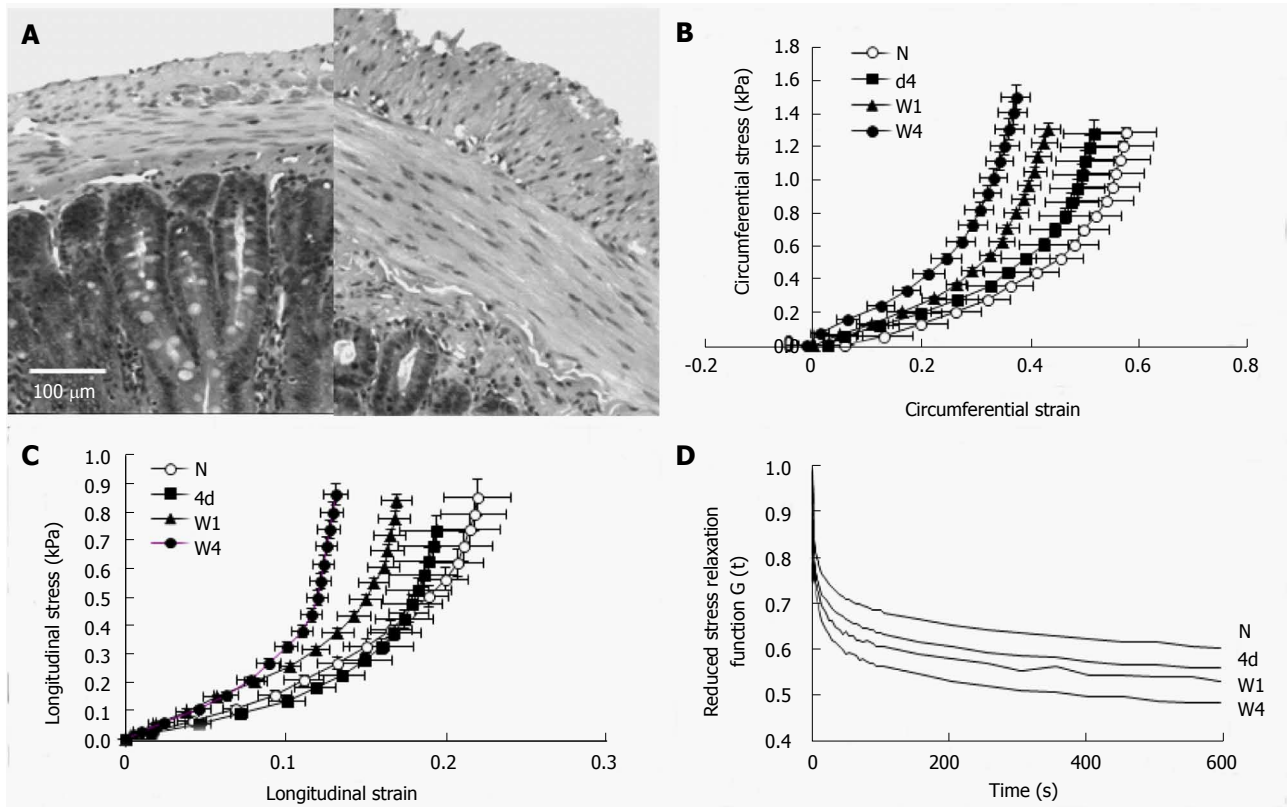 A
100 μm
B
N
d4
W1
W4
Circumferential stress (kPa)
1.8
1.6
1.4
1.2
1.0
0.8
0.6
0.4
0.2
0.0
-0.2
0
0.2
0.4
0.6
0.8
Circumferential strain
C
N
4d
W1
W4
Longitudinal stress (kPa)
1.0
0.9
0.8
0.7
0.6
0.5
0.4
0.3
0.2
0.1
0.0
0
0.1
0.2
0.3
Longitudinal strain
D
Reduced stress relaxation
function G (t)
1.0
0.9
0.8
0.7
0.6
0.5
0.4
N
4d
W1
W4
0
200
400
600
Time (s)